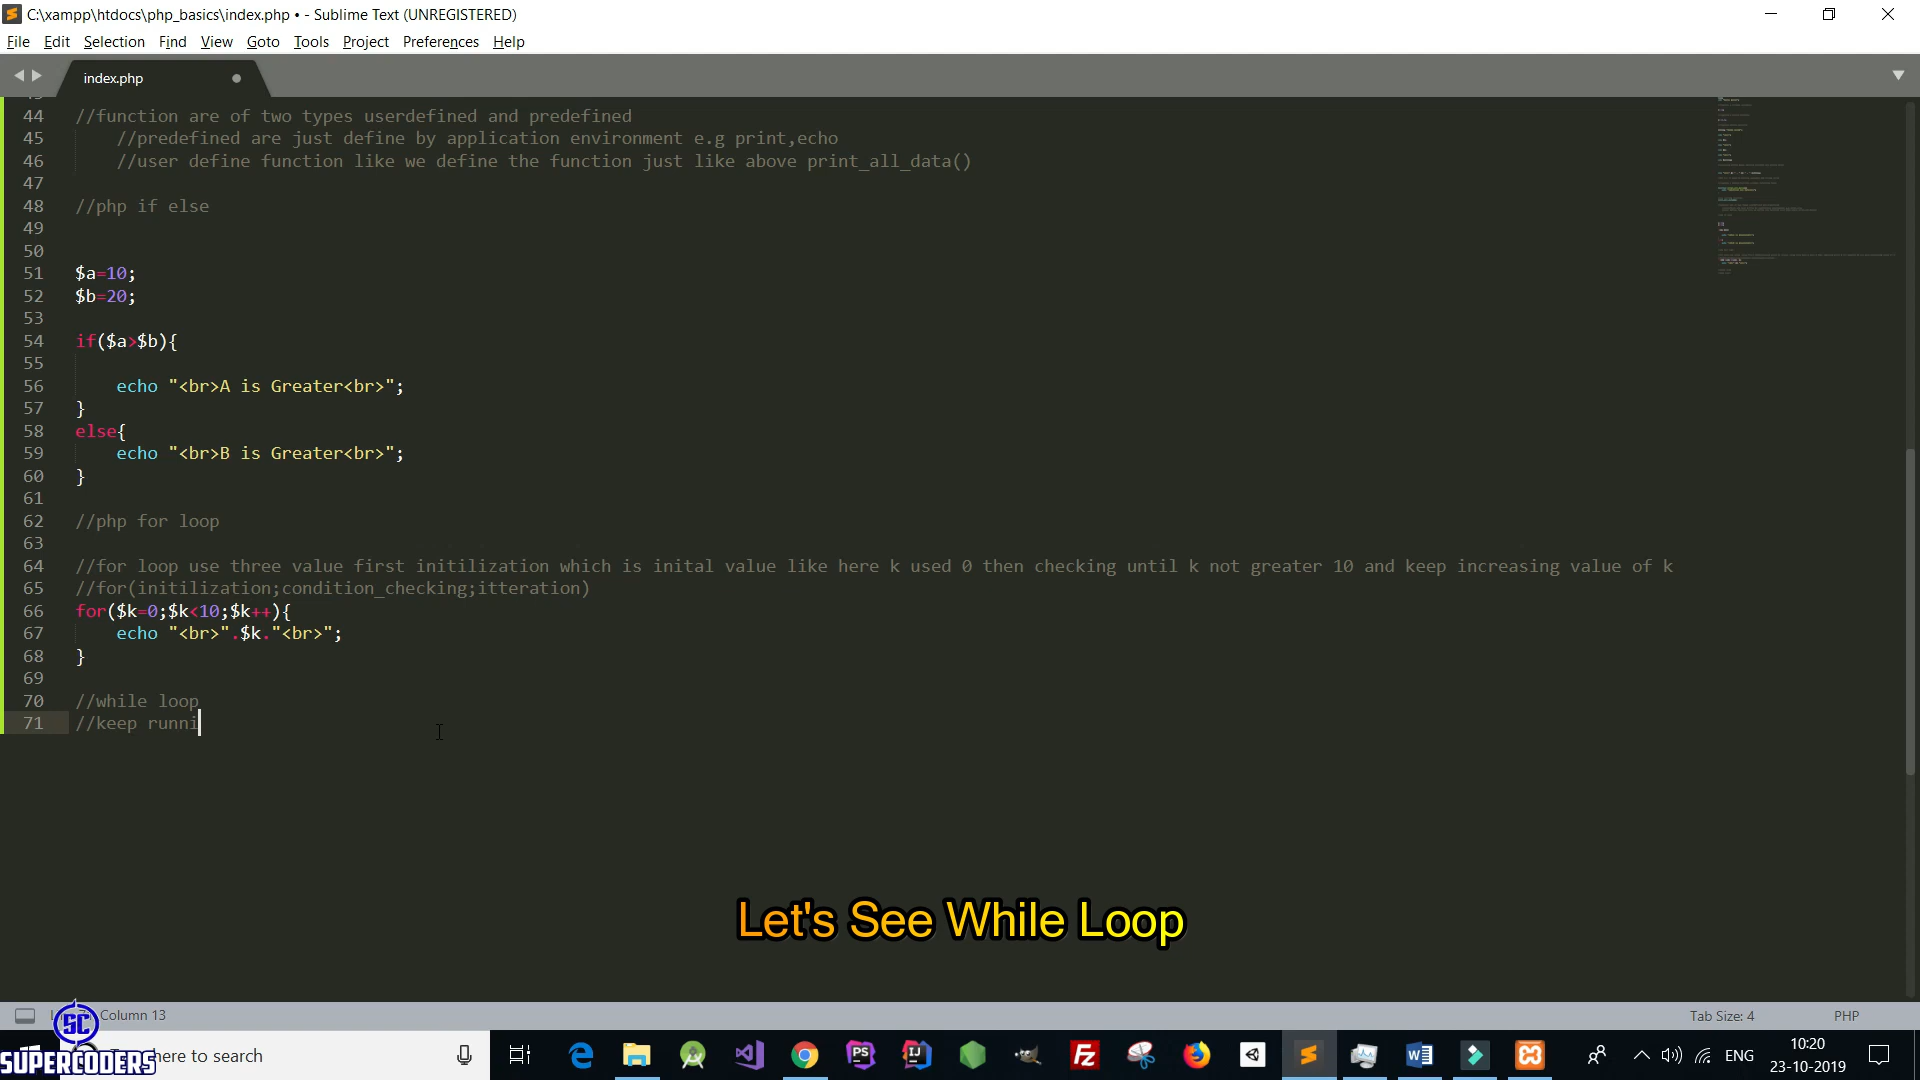 C:\xampp\htdocs\php_basics\index.php • - Sublime Text (UNREGISTERED)
File Edit Selection Find View Goto Tools Project Preferences Help
index.php
44 //function are of two types userdefined and predefined
45 //predefined are just define by application environment e.g print,echo
46 //user define function like we define the function just like above print_all_data()
47
48 //php if else
49
50
51 $a=10;
52 $b=20;
53
54 if($a>$b){
55
56 echo "<br>A is Greater<br>";
57 }
58 else{
59 echo "<br>B is Greater<br>";
60 }
61
62 //php for loop
63
64 //for loop use three value first initilization which is inital value like here k used 0 then checking until k not greater 10 and keep increasing value of k
65 //for(initilization;condition_checking;itteration)
66 for($k=0;$k<10;$k++){
67 echo "<br>".$k."<br>";
68 }
69
70 //while loop
71 //keep runni
Let's See While Loop
Column 13
Tab Size: 4
PHP
SC
SUPERCODERS
here to search
ENG
10:20
23-10-2019